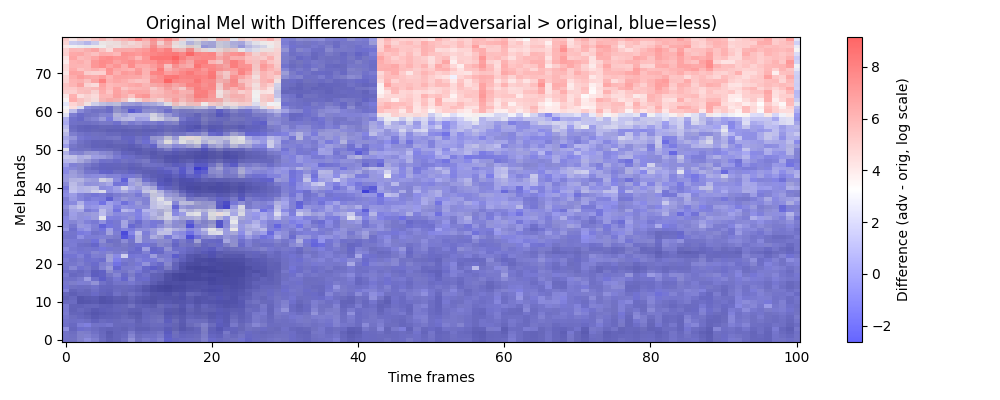 Original Mel with Differences (red=adversarial > original, blue=less)
Mel bands
70
60
50
40
30
20
10
0
0 20 40 60 80 100
Time frames
8
6
4
2
0
−2
Difference (adv - orig, log scale)